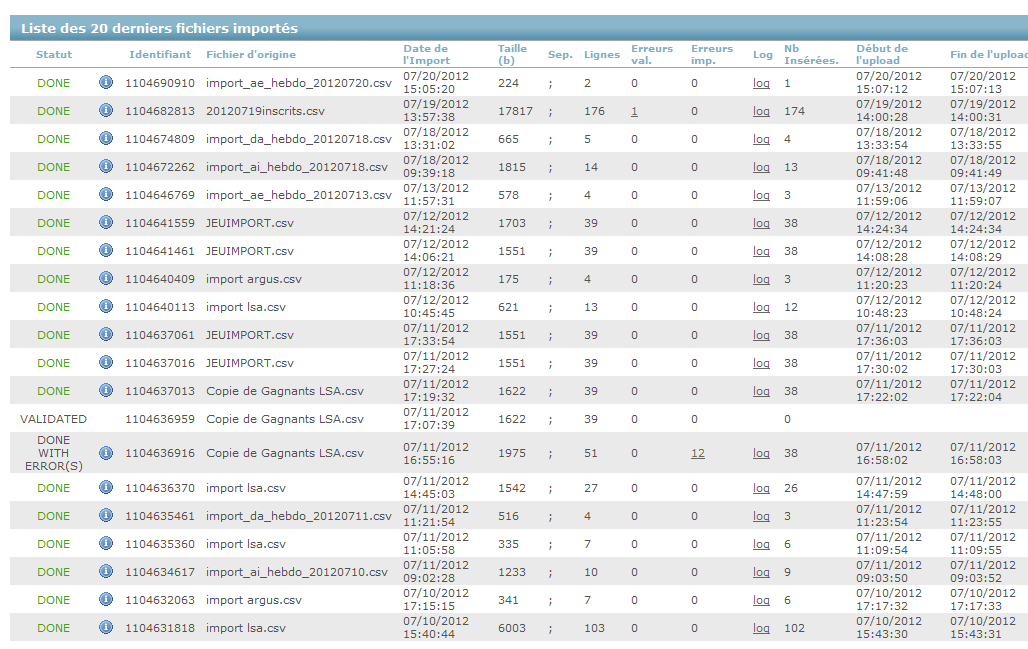 Liste des 20 derniers fichiers importés
Statut Identifiant Fichier d'origine Date de l'Import Taille (b) Sep. Lignes Erreurs val. Erreurs imp. Log Nb Insérées. Début de l'upload Fin de l'upload
DONE 1104690910 import_ae_hebdo_20120720.csv 07/20/2012 15:05:20 224 ; 2 0 0 log 1 07/20/2012 15:07:12 07/20/2012 15:07:13
DONE 1104682813 20120719inscrits.csv 07/19/2012 13:57:38 17817 ; 176 1 0 log 174 07/19/2012 14:00:28 07/19/2012 14:00:31
DONE 1104674809 import_da_hebdo_20120718.csv 07/18/2012 13:31:02 665 ; 5 0 0 log 4 07/18/2012 13:33:54 07/18/2012 13:33:55
DONE 1104672262 import_ai_hebdo_20120718.csv 07/18/2012 09:39:18 1815 ; 14 0 0 log 13 07/18/2012 09:41:48 07/18/2012 09:41:49
DONE 1104646769 import_ae_hebdo_20120713.csv 07/13/2012 11:57:31 578 ; 4 0 0 log 3 07/13/2012 11:59:06 07/13/2012 11:59:07
DONE 1104641559 JEUIMPORT.csv 07/12/2012 14:21:24 1703 ; 39 0 0 log 38 07/12/2012 14:24:34 07/12/2012 14:24:34
DONE 1104641461 JEUIMPORT.csv 07/12/2012 14:06:21 1551 ; 39 0 0 log 38 07/12/2012 14:08:28 07/12/2012 14:08:29
DONE 1104640409 import argus.csv 07/12/2012 11:18:36 175 ; 4 0 0 log 3 07/12/2012 11:20:23 07/12/2012 11:20:24
DONE 1104640113 import lsa.csv 07/12/2012 10:45:45 621 ; 13 0 0 log 12 07/12/2012 10:48:23 07/12/2012 10:48:24
DONE 1104637061 JEUIMPORT.csv 07/11/2012 17:33:54 1551 ; 39 0 0 log 38 07/11/2012 17:36:03 07/11/2012 17:36:03
DONE 1104637016 JEUIMPORT.csv 07/11/2012 17:27:24 1551 ; 39 0 0 log 38 07/11/2012 17:30:02 07/11/2012 17:30:03
DONE 1104637013 Copie de Gagnants LSA.csv 07/11/2012 17:19:32 1622 ; 39 0 0 log 38 07/11/2012 17:22:02 07/11/2012 17:22:04
VALIDATED 1104636959 Copie de Gagnants LSA.csv 07/11/2012 17:07:39 1622 ; 39 0 0 0
DONE WITH ERROR(S) 1104636916 Copie de Gagnants LSA.csv 07/11/2012 16:55:16 1975 ; 51 0 12 log 38 07/11/2012 16:58:02 07/11/2012 16:58:03
DONE 1104636370 import lsa.csv 07/11/2012 14:45:03 1542 ; 27 0 0 log 26 07/11/2012 14:47:59 07/11/2012 14:48:00
DONE 1104635461 import_da_hebdo_20120711.csv 07/11/2012 11:21:54 516 ; 4 0 0 log 3 07/11/2012 11:23:54 07/11/2012 11:23:55
DONE 1104635360 import lsa.csv 07/11/2012 11:05:58 335 ; 7 0 0 log 6 07/11/2012 11:09:54 07/11/2012 11:09:55
DONE 1104634617 import_ai_hebdo_20120710.csv 07/11/2012 09:02:28 1233 ; 10 0 0 log 9 07/11/2012 09:03:50 07/11/2012 09:03:52
DONE 1104632063 import argus.csv 07/10/2012 17:15:15 341 ; 7 0 0 log 6 07/10/2012 17:17:32 07/10/2012 17:17:33
DONE 1104631818 import lsa.csv 07/10/2012 15:40:44 6003 ; 103 0 0 log 102 07/10/2012 15:43:30 07/10/2012 15:43:31